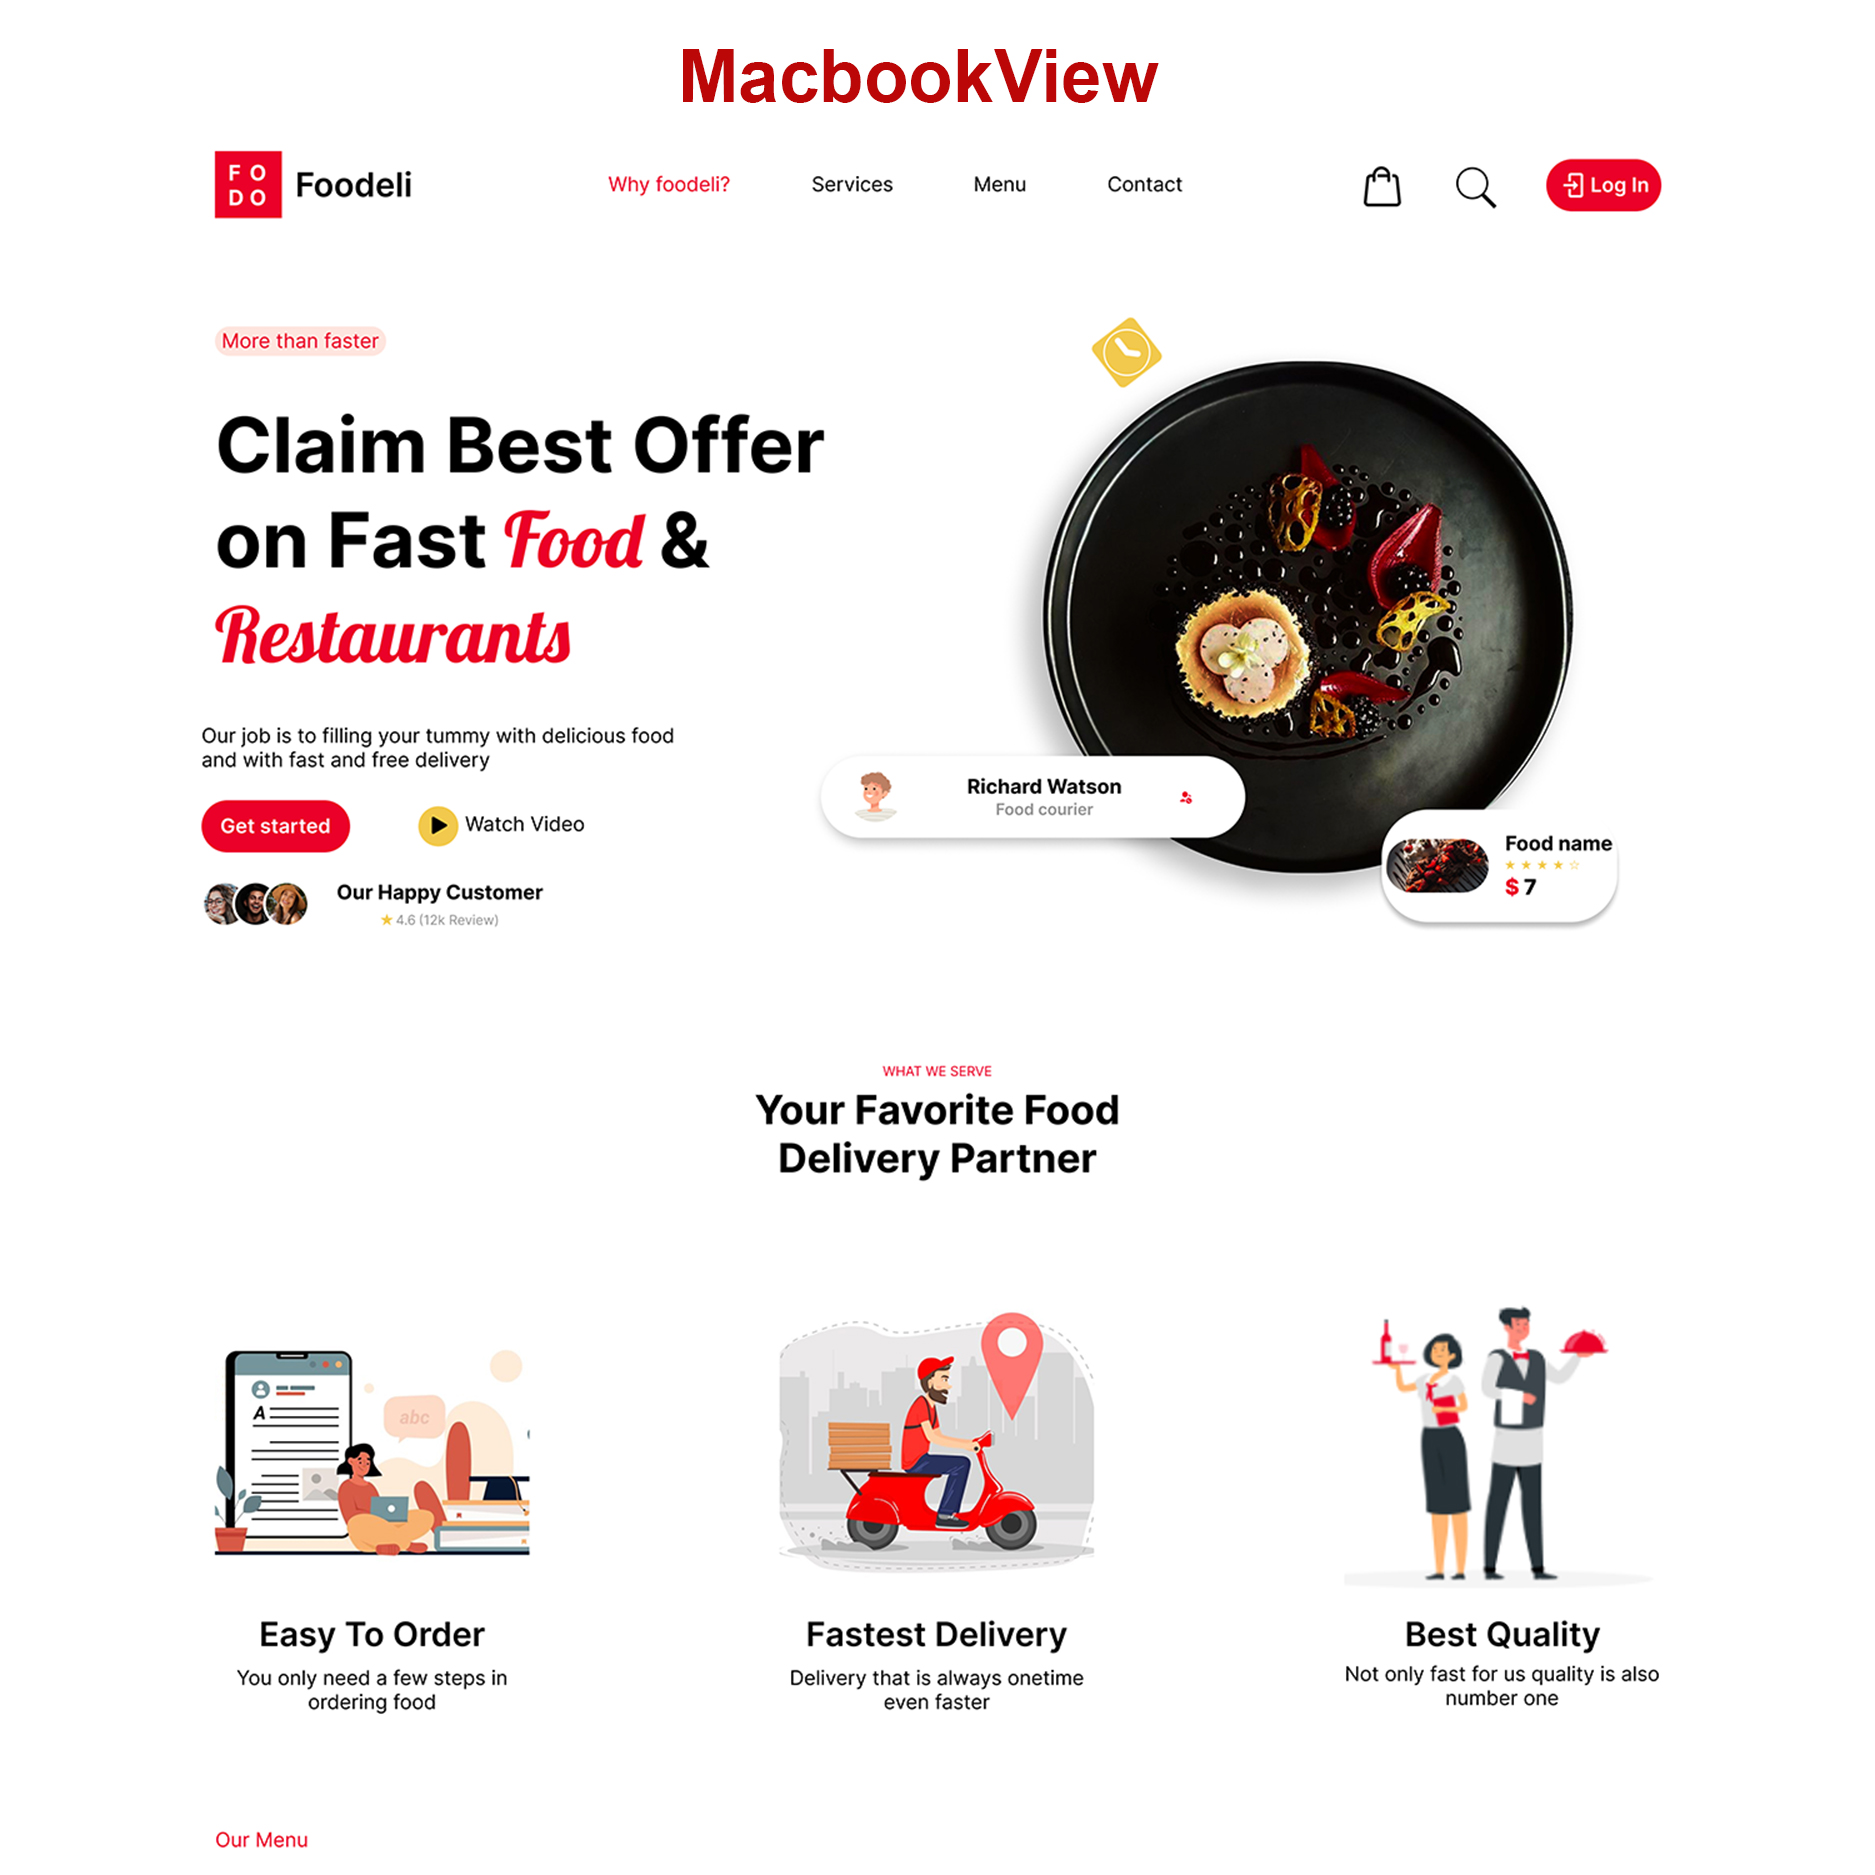 MacbookView
F O
D O
Foodeli
Why foodeli?
Services
Menu
Contact
Log In
More than faster
Claim Best Offer
on Fast Food &
Restaurants
Our job is to filling your tummy with delicious food
and with fast and free delivery
Get started
Watch Video
Our Happy Customer
★ 4.6 (12k Review)
Richard Watson
Food courier
Food name
★ ★ ★ ★ ☆
$ 7
WHAT WE SERVE
Your Favorite Food
Delivery Partner
A
abc
Easy To Order
You only need a few steps in
ordering food
Fastest Delivery
Delivery that is always onetime
even faster
Best Quality
Not only fast for us quality is also
number one
Our Menu